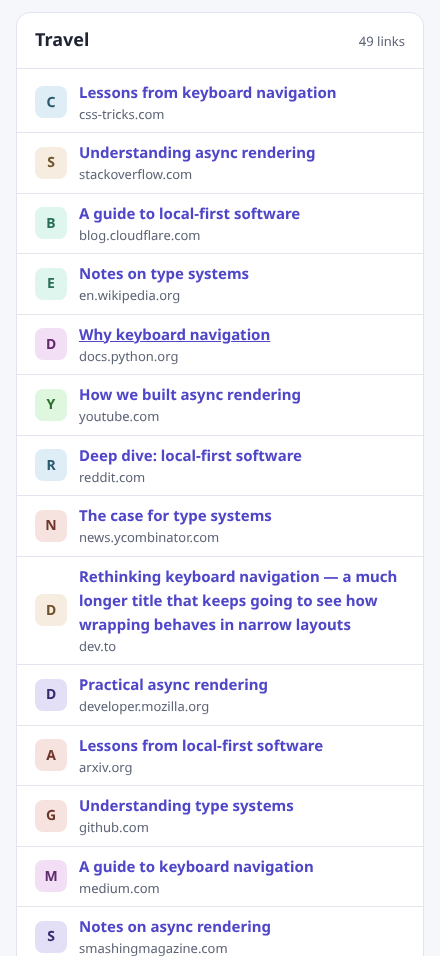 Travel
49 links
C
Lessons from keyboard navigation
css-tricks.com
S
Understanding async rendering
stackoverflow.com
B
A guide to local-first software
blog.cloudflare.com
E
Notes on type systems
en.wikipedia.org
D
Why keyboard navigation
docs.python.org
Y
How we built async rendering
youtube.com
R
Deep dive: local-first software
reddit.com
N
The case for type systems
news.ycombinator.com
D
Rethinking keyboard navigation — a much
longer title that keeps going to see how
wrapping behaves in narrow layouts
dev.to
D
Practical async rendering
developer.mozilla.org
A
Lessons from local-first software
arxiv.org
G
Understanding type systems
github.com
M
A guide to keyboard navigation
medium.com
S
Notes on async rendering
smashingmagazine.com